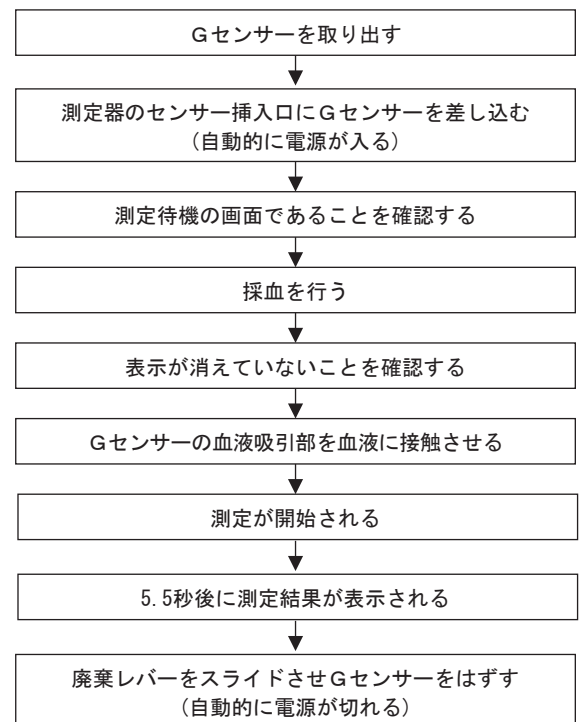 Gセンサーを取り出す
測定器のセンサー挿入口にGセンサーを差し込む
(自動的に電源が入る)
測定待機の画面であることを確認する
採血を行う
表示が消えていないことを確認する
Gセンサーの血液吸引部を血液に接触させる
測定が開始される
5.5秒後に測定結果が表示される
廃棄レバーをスライドさせGセンサーをはずす
(自動的に電源が切れる)